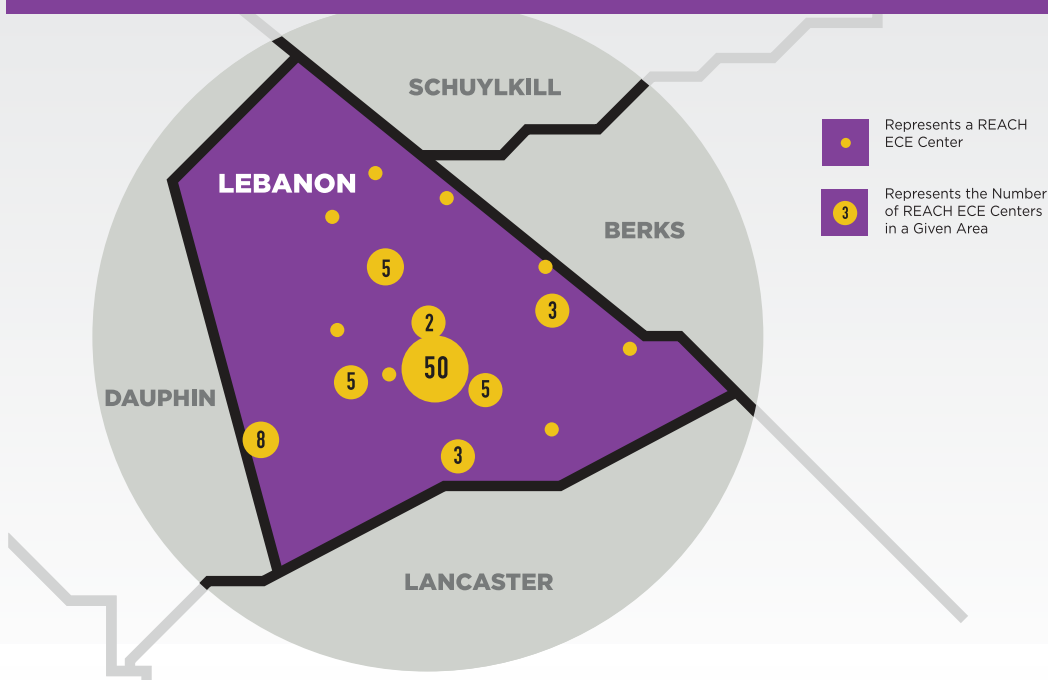 SCHUYLKILL
Represents a REACH
ECE Center
LEBANON
3
Represents the Number
of REACH ECE Centers
in a Given Area
BERKS
5
3
2
50
5
5
DAUPHIN
8
3
LANCASTER